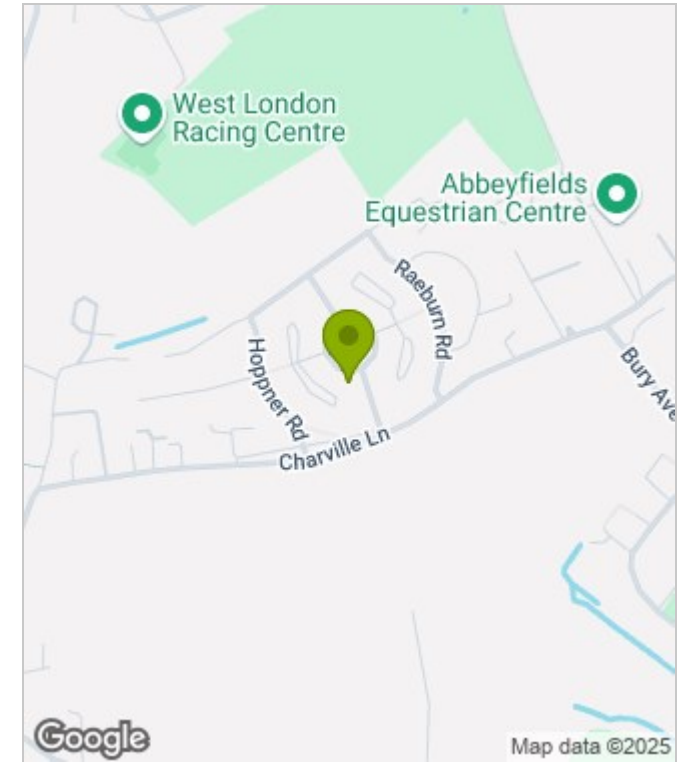 West London
Racing Centre
Abbeyfields
Equestrian Centre
Raeburn Rd
Hoppner Rd
Bury Ave
Charville Ln
Google
Map data ©2025